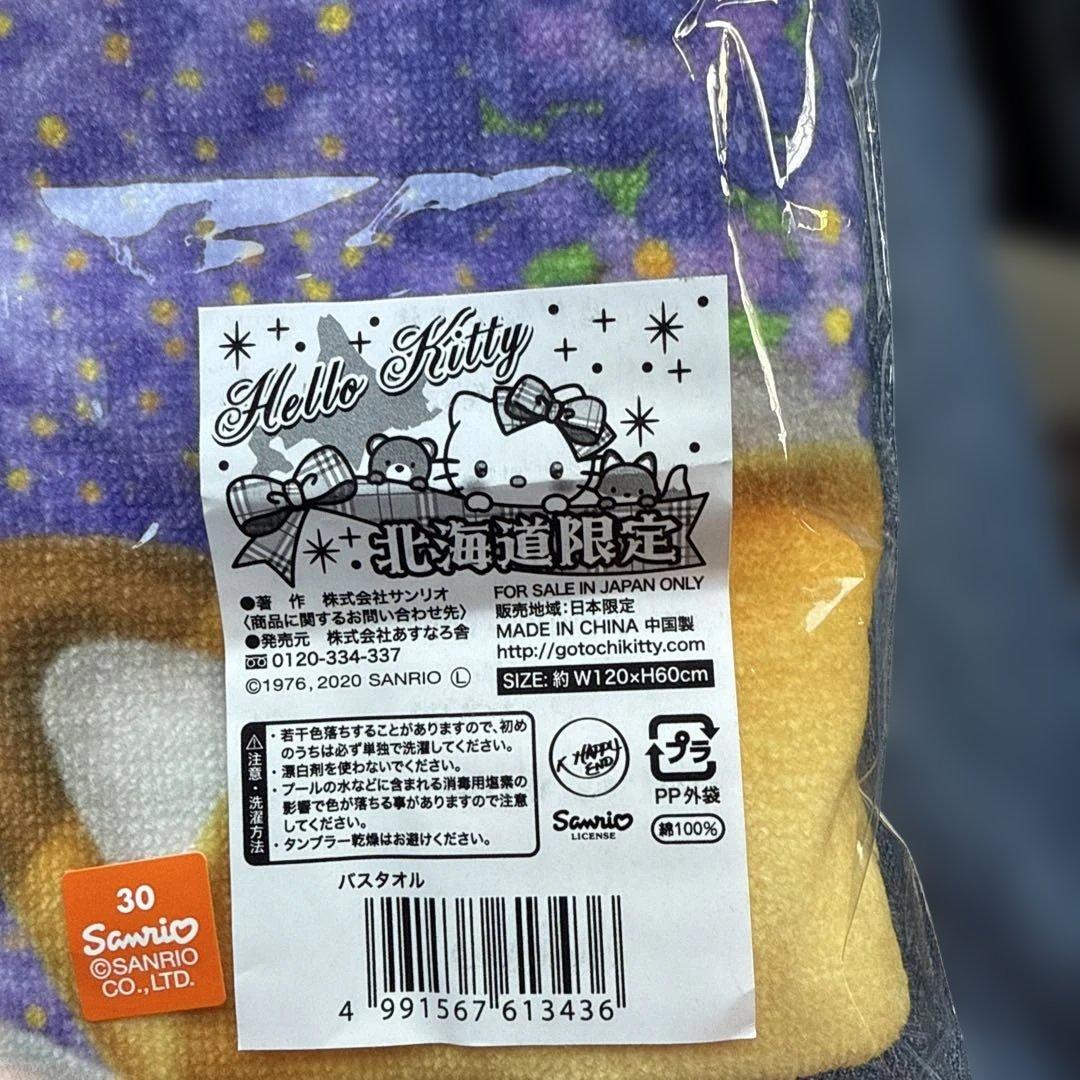 Hello Kitty
北海道限定
●著 作 株式会社サンリオ
〈商品に関するお問い合わせ先〉
●発売元 株式会社あすなろ舎
0120-334-337
©1976, 2020 SANRIO Ⓛ
FOR SALE IN JAPAN ONLY
販売地域:日本限定
MADE IN CHINA 中国製
http://gotochikitty.com
SIZE: 約 W120×H60cm
注意・洗濯方法
・若干色落ちすることがありますので、初め
のうちは必ず単独で洗濯してください。
・漂白剤を使わないでください。
・プールの水などに含まれる消毒用塩素の
影響で色が落ちる事がありますので注意
してください。
・タンブラー乾燥はお避けください。
K HAPPY
END
Sanrio
LICENSE
プラ
PP外袋
綿100%
バスタオル
4 991567 613436
30
Sanrio
©SANRIO
CO.,LTD.